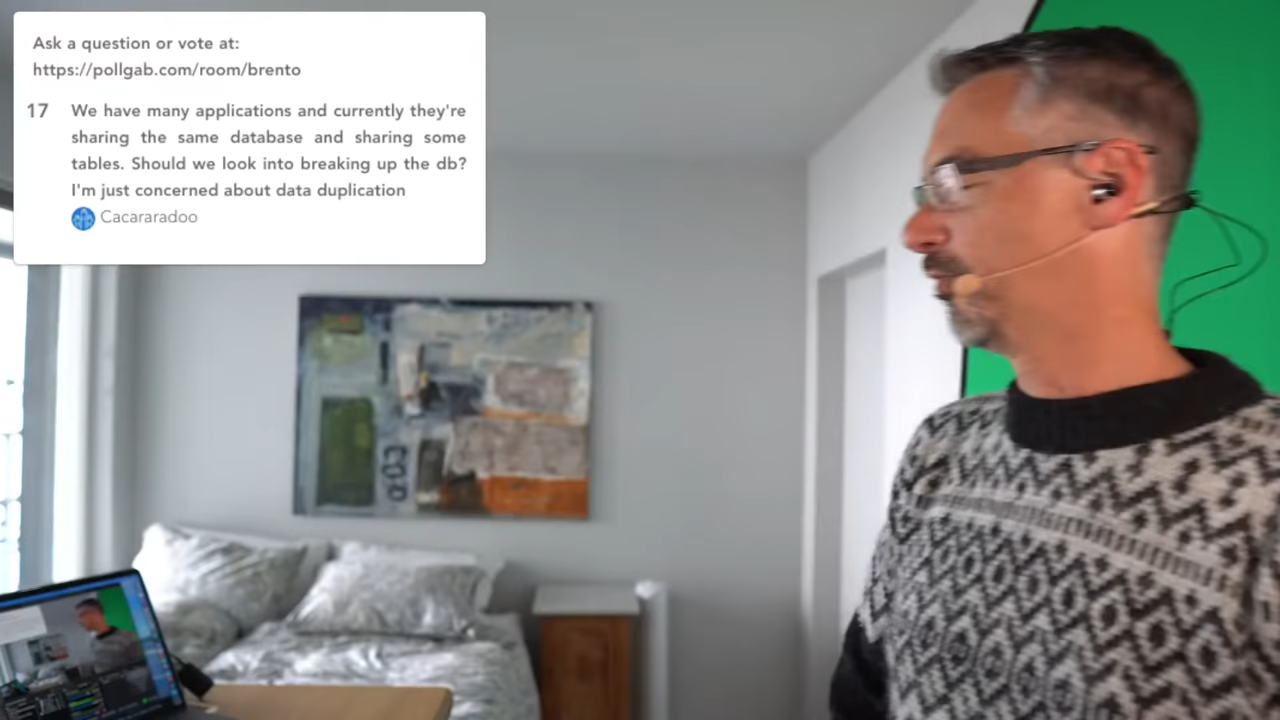 Ask a question or vote at:
https://pollgab.com/room/brento
17 We have many applications and currently they're
sharing the same database and sharing some
tables. Should we look into breaking up the db?
I'm just concerned about data duplication
Cacararadoo